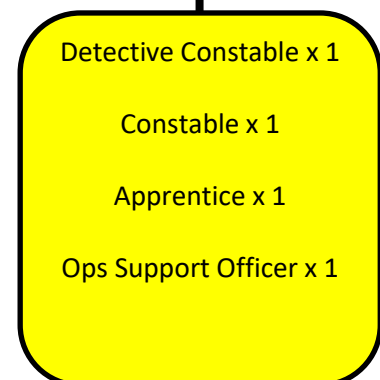 Detective Constable x 1
Constable x 1
Apprentice x 1
Ops Support Officer x 1